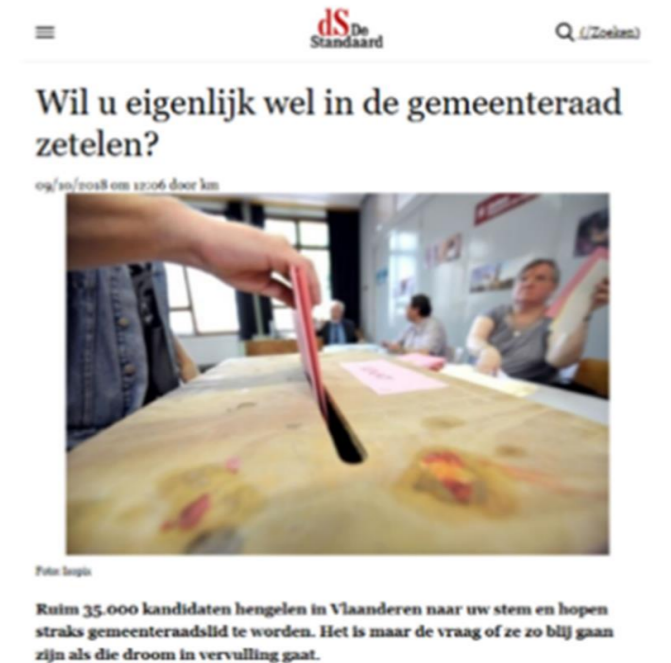 dS De
Standaard
(/Zoeken)
Wil u eigenlijk wel in de gemeenteraad
zetelen?
09/10/2018 om 12:06 door km
Foto: Inspix
Ruim 35.000 kandidaten hengelen in Vlaanderen naar uw stem en hopen
straks gemeenteraadslid te worden. Het is maar de vraag of ze zo blij gaan
zijn als die droom in vervulling gaat.